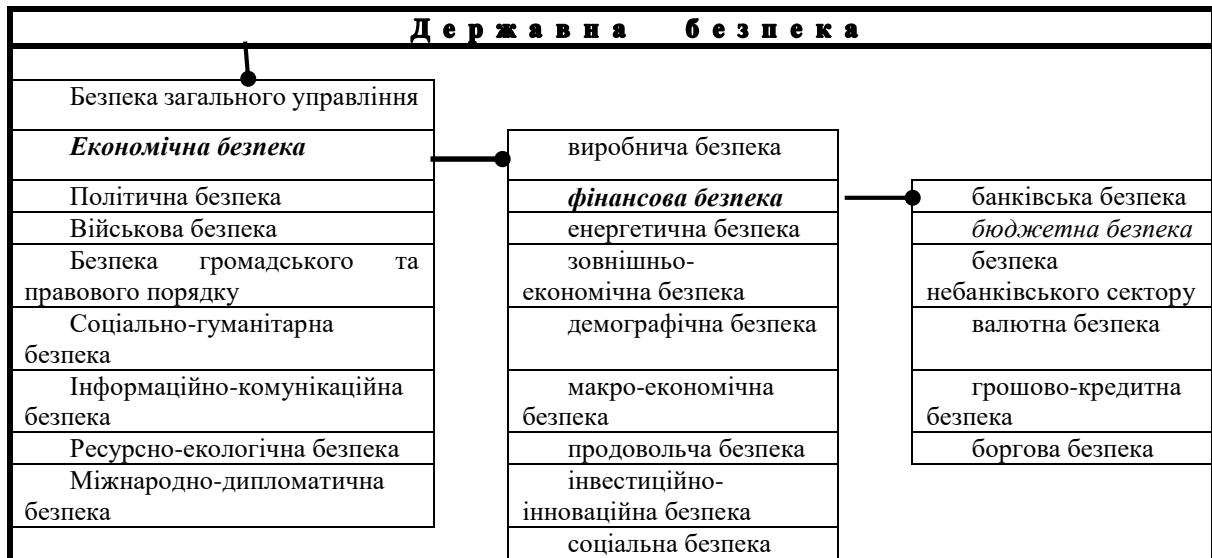 Державна безпека
Безпека загального управління
Економічна безпека
Політична безпека
Військова безпека
Безпека громадського та
правового порядку
Соціально-гуманітарна
безпека
Інформаційно-комунікаційна
безпека
Ресурсно-екологічна безпека
Міжнародно-дипломатична
безпека
виробнича безпека
фінансова безпека
енергетична безпека
зовнішньо-
економічна безпека
демографічна безпека
макро-економічна
безпека
продовольча безпека
інвестиційно-
інноваційна безпека
соціальна безпека
банківська безпека
бюджетна безпека
безпека
небанківського сектору
валютна безпека
грошово-кредитна
безпека
боргова безпека